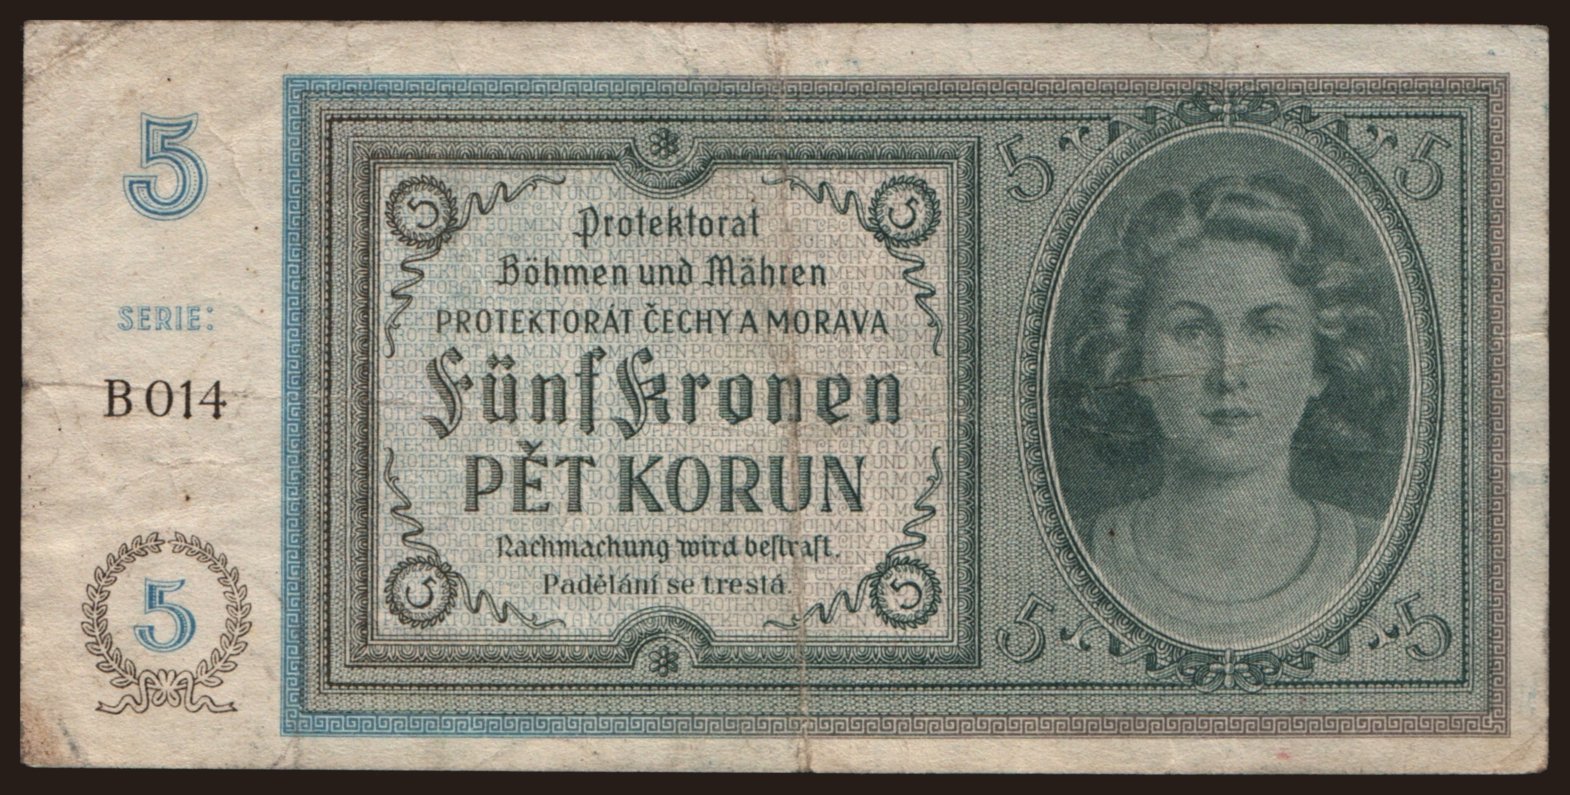 5
SERIE:
B 014
5
5 5
Protektorat
Böhmen und Mähren
PROTEKTORÁT ČECHY A MORAVA
Fünf Kronen
PĚT KORUN
Nachmachung wird bestraft.
Padělání se trestá.
5 5
5 5
5 5